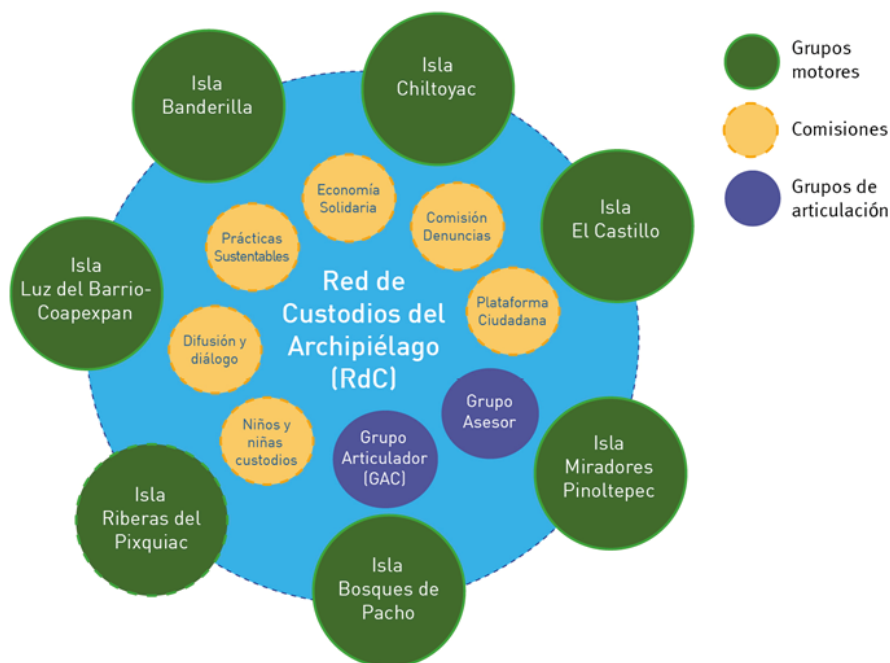 Isla
Banderilla
Isla
Chiltoyac
Isla
El Castillo
Isla
Luz del Barrio-
Coapexpan
Isla
Miradores
Pinoltepec
Isla
Riberas del
Pixquiac
Isla
Bosques de
Pacho
Economía
Solidaria
Comisión
Denuncias
Prácticas
Sustentables
Plataforma
Ciudadana
Difusión y
diálogo
Niños y
niñas
custodios
Grupo
Articulador
(GAC)
Grupo
Asesor
Red de
Custodios del
Archipiélago
(RdC)
Grupos
motores
Comisiones
Grupos de
articulación